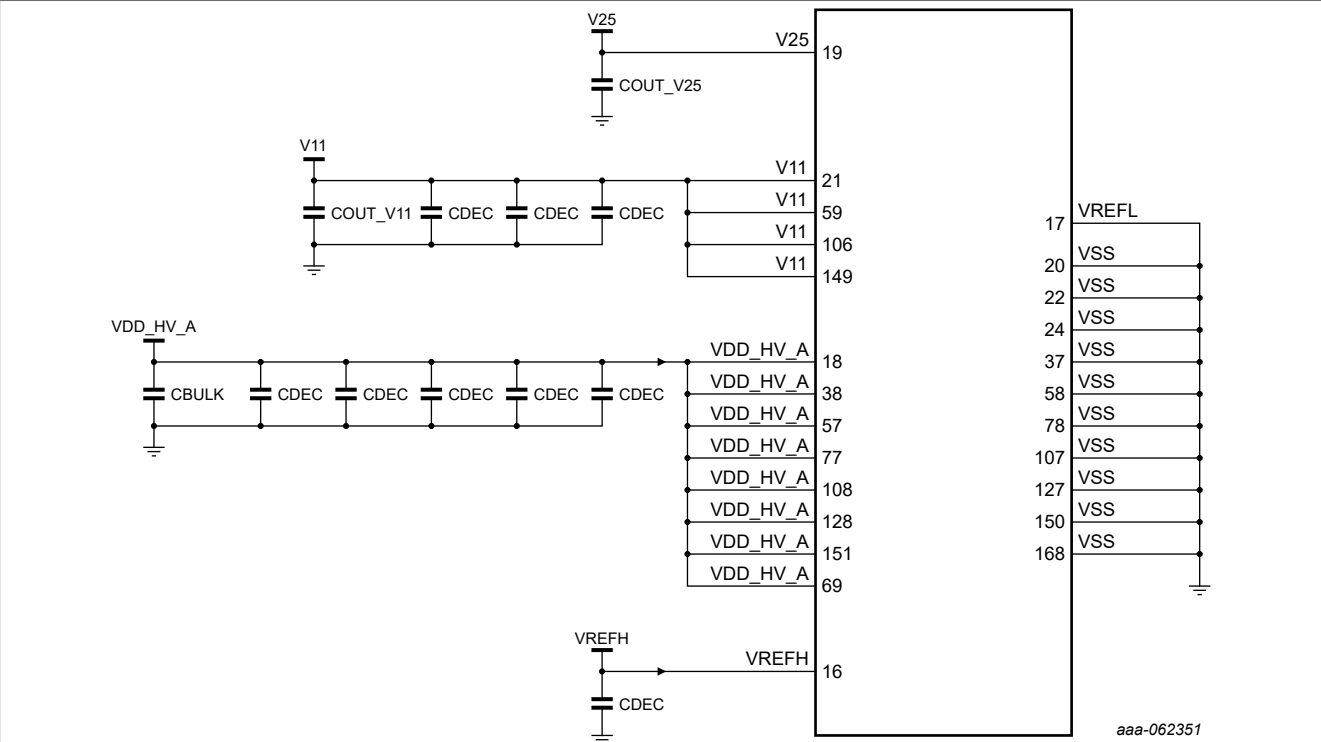 V25
V25
19
COUT_V25
V11
V11
21
COUT_V11 CDEC CDEC CDEC
V11
59
V11
106
V11
149
VREFL
17
VSS
20
VSS
22
VSS
24
VSS
37
VSS
58
VSS
78
VSS
107
VSS
127
VSS
150
VSS
168
VDD_HV_A
VDD_HV_A
18
CBULK CDEC CDEC CDEC CDEC CDEC
VDD_HV_A
38
VDD_HV_A
57
VDD_HV_A
77
VDD_HV_A
108
VDD_HV_A
128
VDD_HV_A
151
VDD_HV_A
69
VREFH
VREFH
16
CDEC
aaa-062351